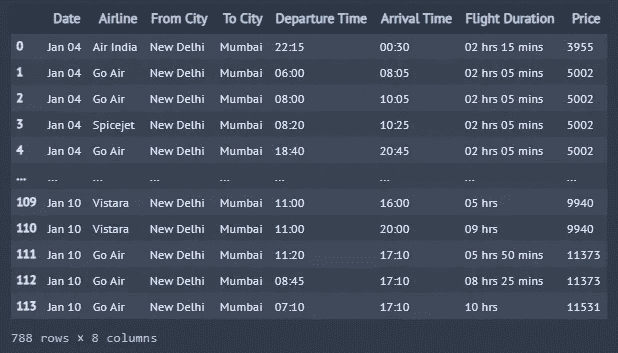 Date Airline From City To City Departure Time Arrival Time Flight Duration Price
0 Jan 04 Air India New Delhi Mumbai 22:15 00:30 02 hrs 15 mins 3955
1 Jan 04 Go Air New Delhi Mumbai 06:00 08:05 02 hrs 05 mins 5002
2 Jan 04 Go Air New Delhi Mumbai 08:00 10:05 02 hrs 05 mins 5002
3 Jan 04 Spicejet New Delhi Mumbai 08:20 10:25 02 hrs 05 mins 5002
4 Jan 04 Go Air New Delhi Mumbai 18:40 20:45 02 hrs 05 mins 5002
... ... ... ... ... ... ... ... ...
109 Jan 10 Vistara New Delhi Mumbai 11:00 16:00 05 hrs 9940
110 Jan 10 Vistara New Delhi Mumbai 11:00 20:00 09 hrs 9940
111 Jan 10 Go Air New Delhi Mumbai 11:20 17:10 05 hrs 50 mins 11373
112 Jan 10 Go Air New Delhi Mumbai 08:45 17:10 08 hrs 25 mins 11373
113 Jan 10 Go Air New Delhi Mumbai 07:10 17:10 10 hrs 11531
788 rows × 8 columns